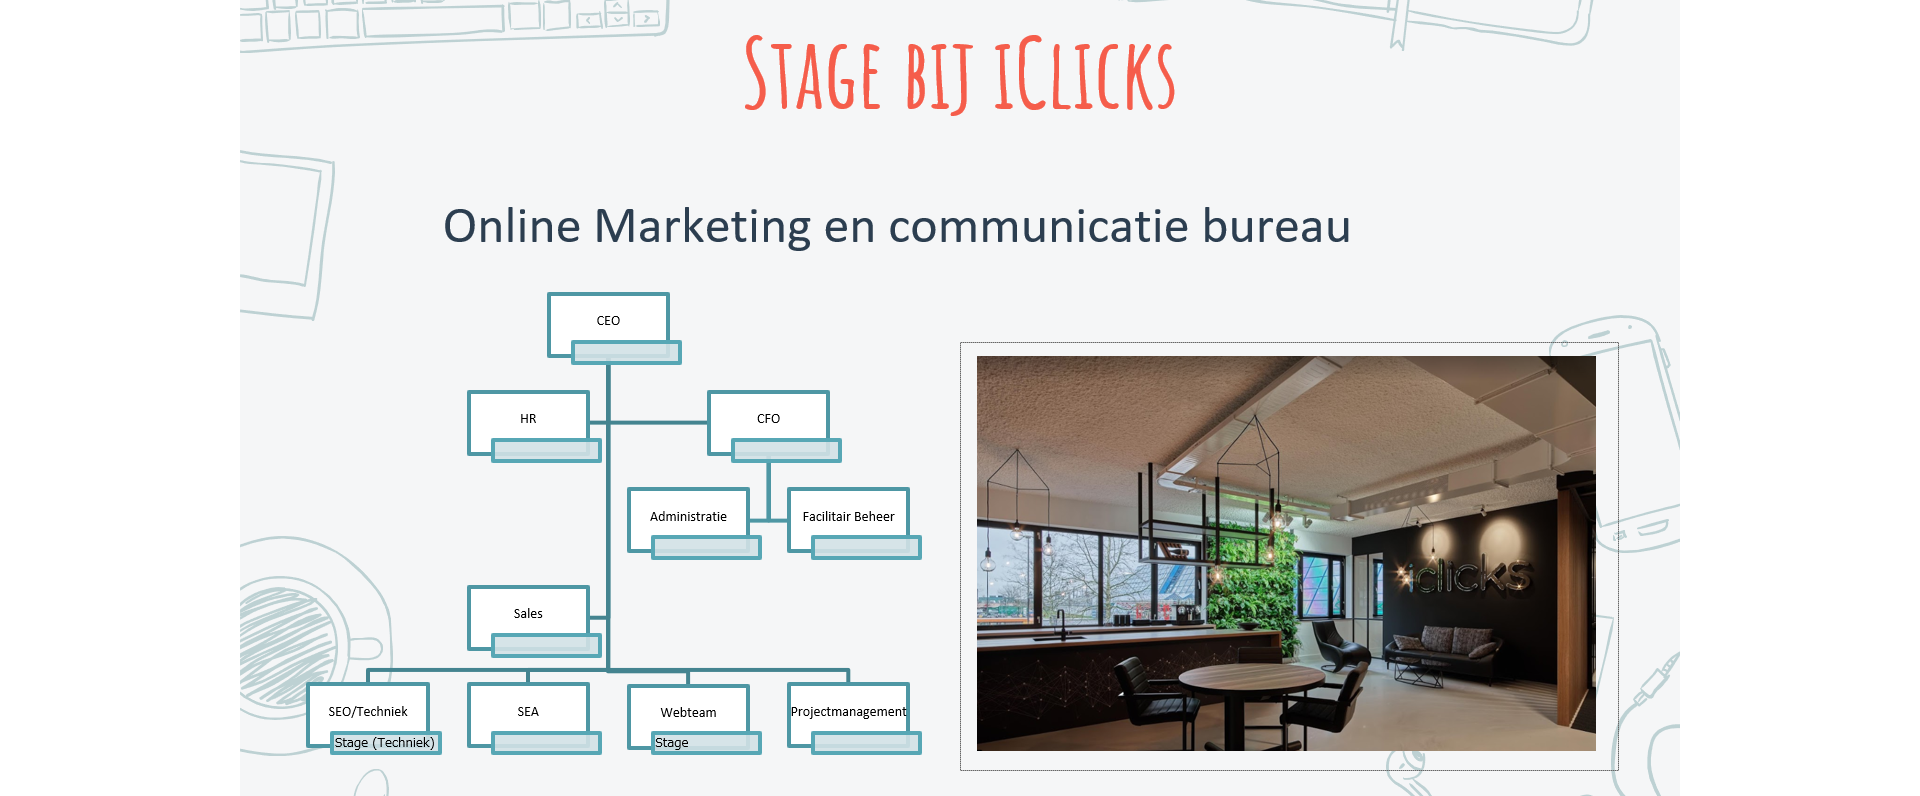 Stage bij iClicks
Online Marketing en communicatie bureau
CEO
HR
CFO
Administratie
Facilitair Beheer
Sales
SEO/Techniek
Stage (Techniek)
SEA
Webteam
Stage
Projectmanagement
iclicks